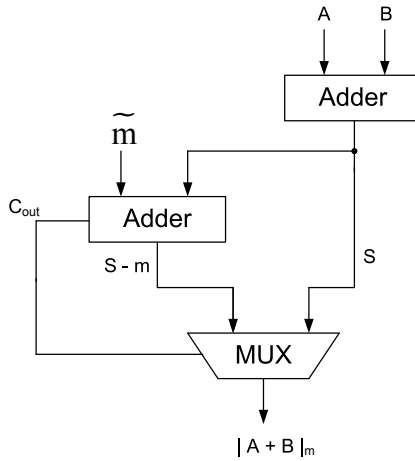 A B
Adder
m̃
Adder
Cout
S - m
S
MUX
| A + B |m